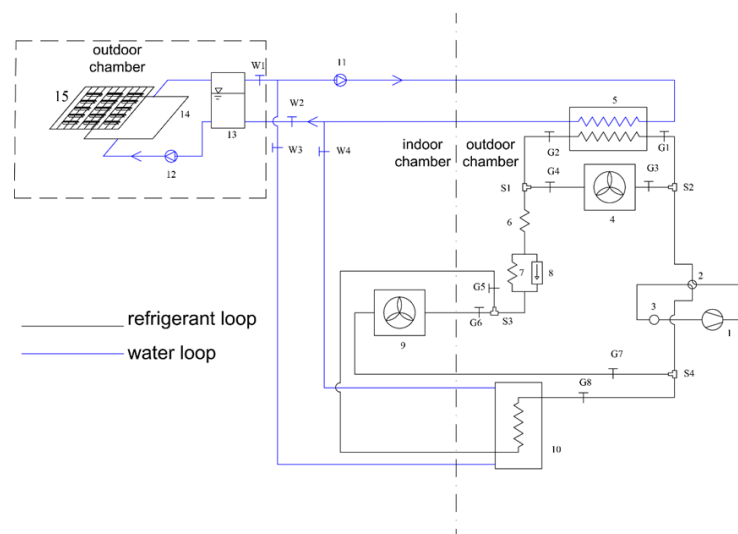 outdoor
chamber
15
14
13
12
W1
11
W2
W3
W4
indoor
chamber
outdoor
chamber
5
G2
G1
G4
G3
S1
S2
4
6
7
8
G5
G6
S3
9
2
3
1
G7
S4
G8
10
refrigerant loop
water loop